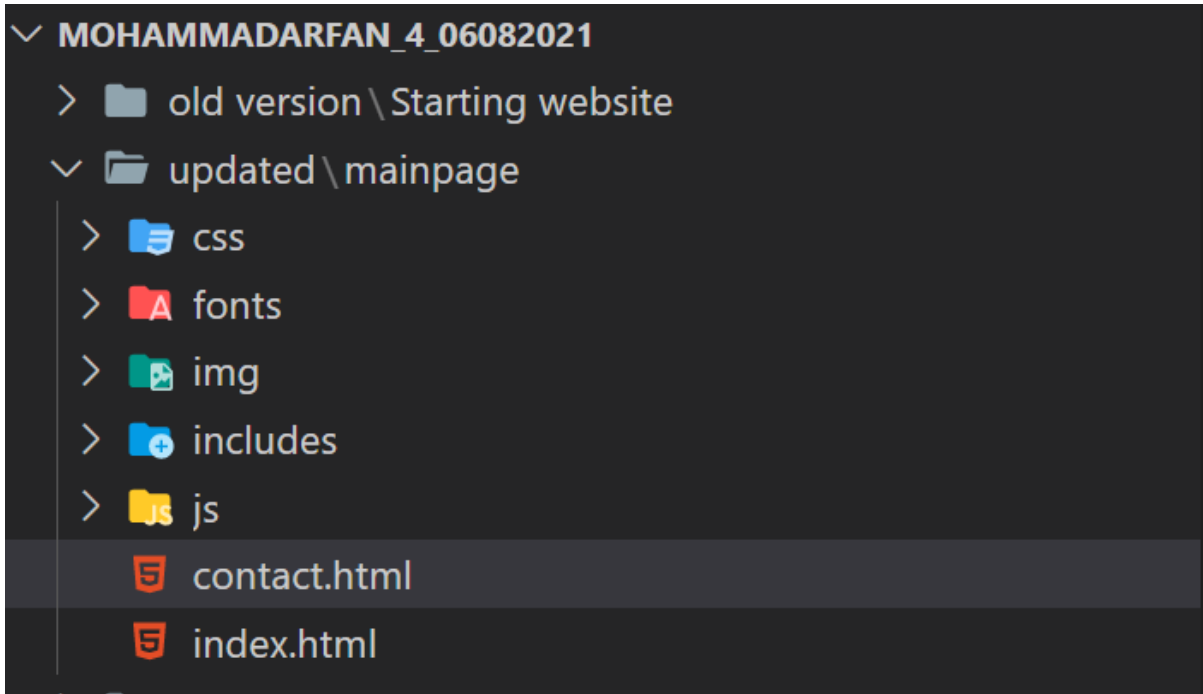 MOHAMMADARFAN_4_06082021
old version\Starting website
updated\mainpage
css
fonts
img
includes
js
contact.html
index.html